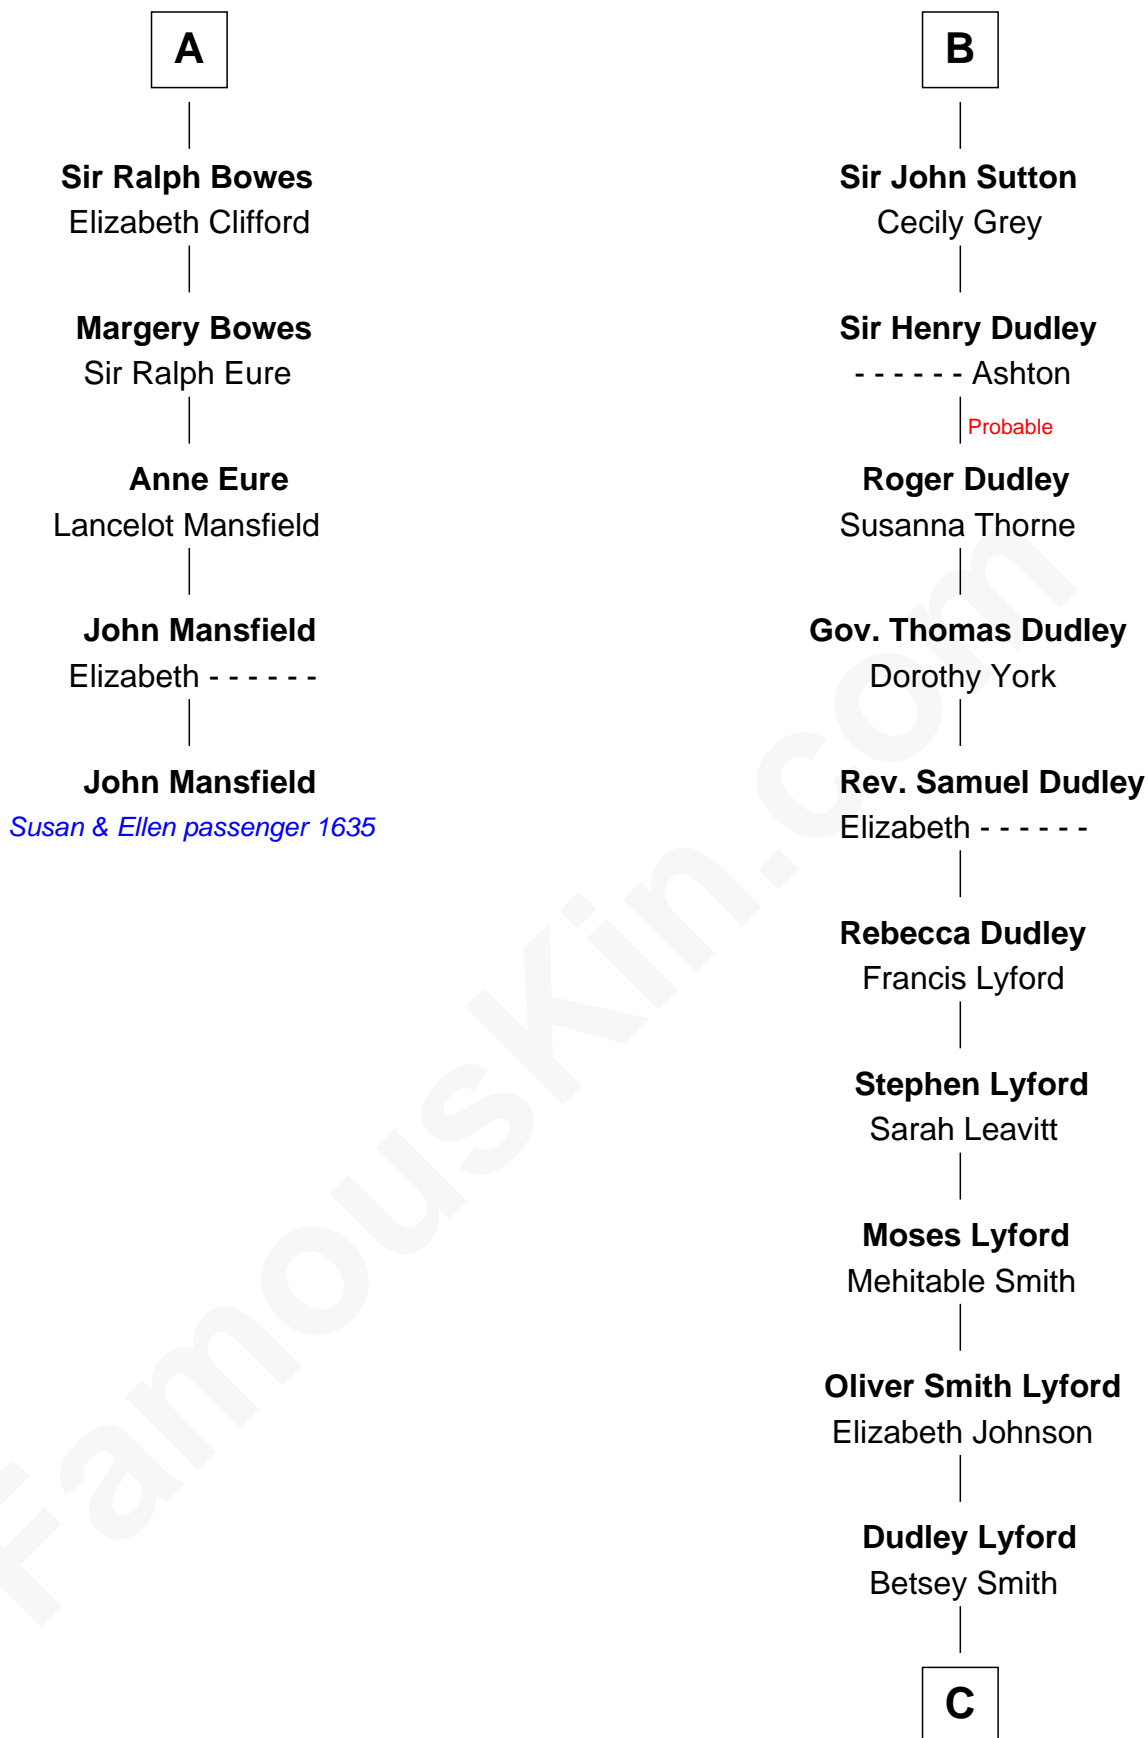 A
Sir Ralph Bowes
Elizabeth Clifford
Margery Bowes
Sir Ralph Eure
Anne Eure
Lancelot Mansfield
John Mansfield
Elizabeth - - - - - -
John Mansfield
Susan & Ellen passenger 1635
B
Sir John Sutton
Cecily Grey
Sir Henry Dudley
- - - - - - Ashton
Probable
Roger Dudley
Susanna Thorne
Gov. Thomas Dudley
Dorothy York
Rev. Samuel Dudley
Elizabeth - - - - - -
Rebecca Dudley
Francis Lyford
Stephen Lyford
Sarah Leavitt
Moses Lyford
Mehitable Smith
Oliver Smith Lyford
Elizabeth Johnson
Dudley Lyford
Betsey Smith
C
FamousKin.com